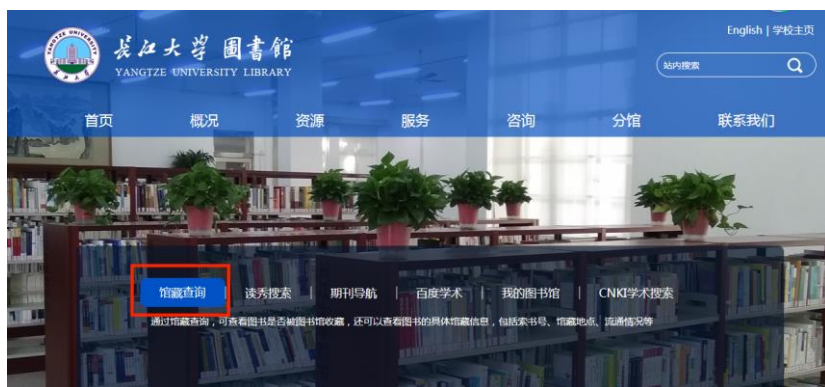 English | 学校主页
长江大学 圖書館
YANGTZE UNIVERSITY LIBRARY
站内搜索
首页 概况 资源 服务 咨询 分馆 联系我们
馆藏查询 | 读秀搜索 | 期刊导航 | 百度学术 | 我的图书馆 | CNKI学术搜索
通过馆藏查询，可查看图书是否被图书馆收藏，还可以查看图书的具体馆藏信息，包括索书号、馆藏地点、流通情况等
YANGTZE UNIVERSITY